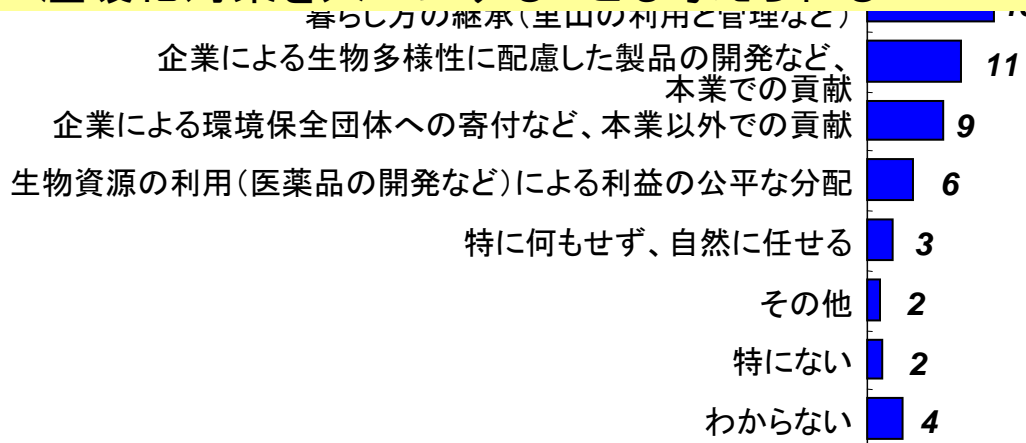 暮らし方の継承（里山の利用と管理など）
企業による生物多様性に配慮した製品の開発など、
本業での貢献
11
企業による環境保全団体への寄付など、本業以外での貢献
9
生物資源の利用（医薬品の開発など）による利益の公平な分配
6
特に何もせず、自然に任せる
3
その他
2
特にない
2
わからない
4